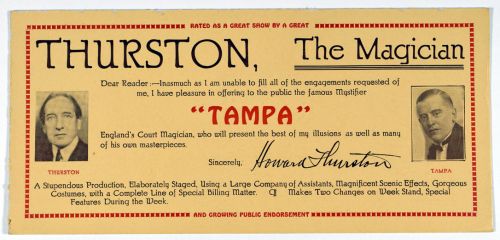 RATED AS A GREAT SHOW BY A GREAT
THURSTON, The Magician
Dear Reader :—Inasmuch as I am unable to fill all of the engagements requested of
me, I have pleasure in offering to the public the famous Mystifier
"TAMPA"
England's Court Magician, who will present the best of my illusions as well as many
of his own masterpieces.
Sincerely, Howard Thurston
THURSTON
TAMPA
A Stupendous Production, Elaborately Staged, Using a Large Company of Assistants, Magnificent Scenic Effects, Gorgeous
Costumes, with a Complete Line of Special Billing Matter. ¶ Makes Two Changes on Week Stand, Special
Features During the Week.
AND GROWING PUBLIC ENDORSEMENT